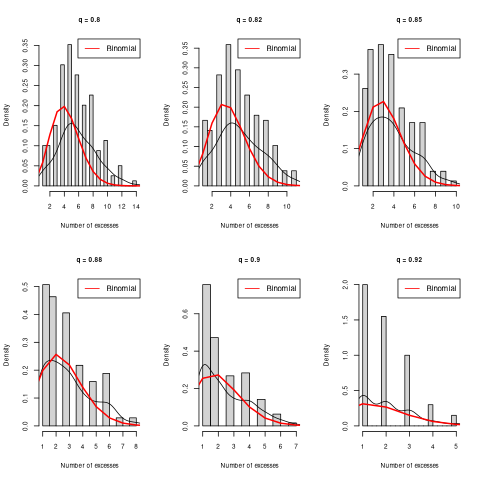 q = 0.8
Binomial
Density
0.00 0.05 0.10 0.15 0.20 0.25 0.30 0.35
2 4 6 8 10 12 14
Number of excesses
q = 0.82
Binomial
Density
0.00 0.05 0.10 0.15 0.20 0.25 0.30 0.35
2 4 6 8 10
Number of excesses
q = 0.85
Binomial
Density
0.0 0.1 0.2 0.3
2 4 6 8 10
Number of excesses
q = 0.88
Binomial
Density
0.0 0.1 0.2 0.3 0.4 0.5
1 2 3 4 5 6 7 8
Number of excesses
q = 0.9
Binomial
Density
0.0 0.2 0.4 0.6
1 2 3 4 5 6 7
Number of excesses
q = 0.92
Binomial
Density
0.0 0.5 1.0 1.5 2.0
1 2 3 4 5
Number of excesses